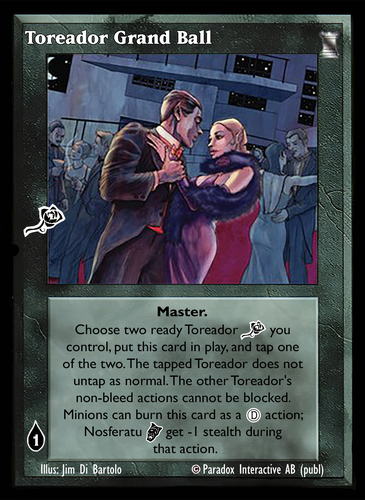 Toreador Grand Ball
Master.
Choose two ready Toreador you
control, put this card in play, and tap one
of the two. The tapped Toreador does not
untap as normal. The other Toreador's
non-bleed actions cannot be blocked.
Minions can burn this card as a D action;
Nosferatu get -1 stealth during
that action.
1
Illus: Jim Di Bartolo © Paradox Interactive AB (publ)